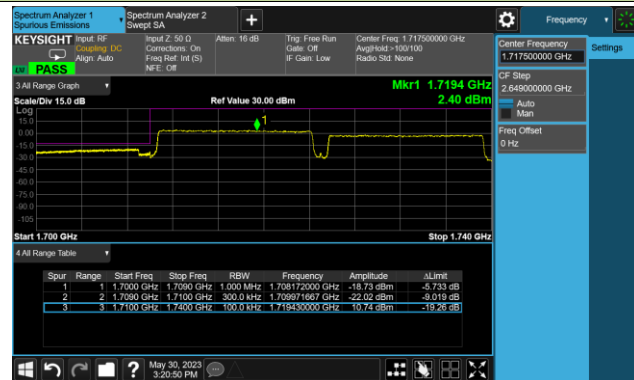 Spectrum Analyzer 1
Spurious Emissions
Spectrum Analyzer 2
Swept SA
Frequency
KEYSIGHT
Input: RF
Coupling: DC
Align: Auto
Input Z: 50 Ω
Corrections: On
Freq Ref: Int (S)
NFE: Off
Atten: 16 dB
Trig: Free Run
Gate: Off
IF Gain: Low
Center Freq: 1.717500000 GHz
Avg|Hold:>100/100
Radio Std: None
PASS
Center Frequency
1.717500000 GHz
Settings
CF Step
2.649000000 MHz
Auto
Man
Freq Offset
0 Hz
3 All Range Graph
Mkr1 1.7194 GHz
Scale/Div 15.0 dB
Ref Value 30.00 dBm
2.40 dBm
Log
15.0
0.00
-15.0
-30.0
-45.0
-60.0
-75.0
-90.0
-105
1
Start 1.700 GHz
Stop 1.740 GHz
4 All Range Table
Spur Range Start Freq Stop Freq RBW Frequency Amplitude ΔLimit
1 1 1.7000 GHz 1.7090 GHz 1.000 MHz 1.708172000 GHz -18.73 dBm -5.733 dB
2 2 1.7090 GHz 1.7100 GHz 300.0 kHz 1.709971667 GHz -22.02 dBm -9.019 dB
3 3 1.7100 GHz 1.7400 GHz 100.0 kHz 1.719430000 GHz 10.74 dBm -19.26 dB
May 30, 2023
3:20:50 PM